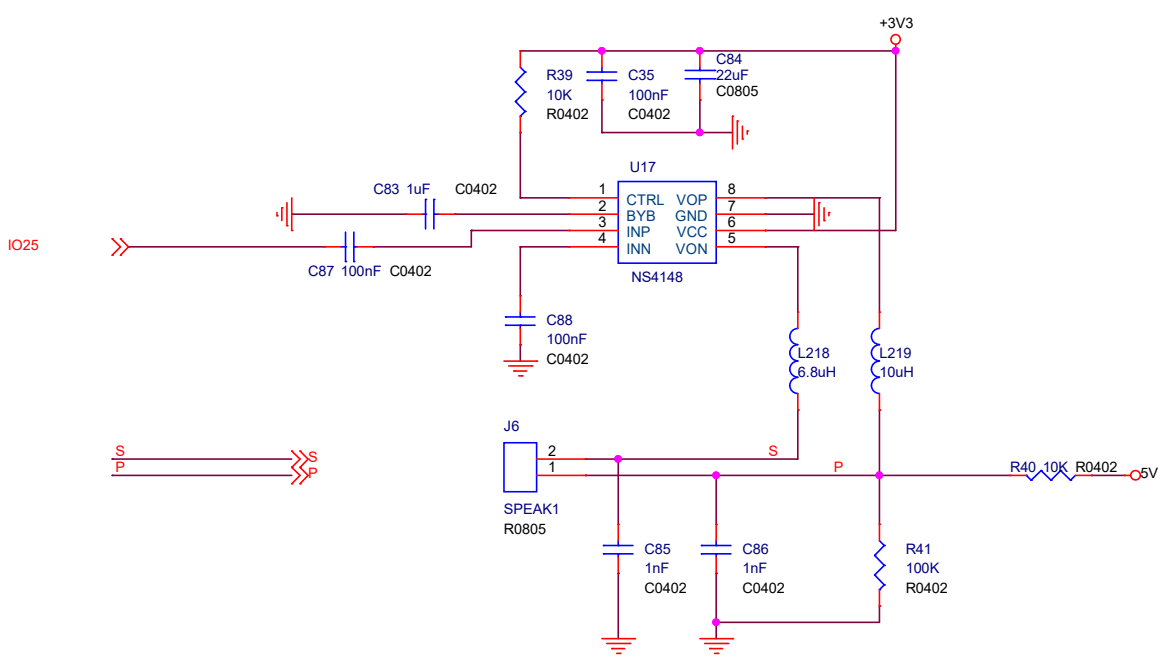 +3V3
R39
10K
R0402
C35
100nF
C0402
C84
22uF
C0805
U17
C83 1uF C0402
1 CTRL VOP 8
2 BYB GND 7
3 INP VCC 6
4 INN VON 5
NS4148
IO25
C87 100nF C0402
C88
100nF
C0402
L218
6.8uH
L219
10uH
J6
S S
P P
2 S
1 P
R40 10K R0402 5V
SPEAK1
R0805
C85
1nF
C0402
C86
1nF
C0402
R41
100K
R0402